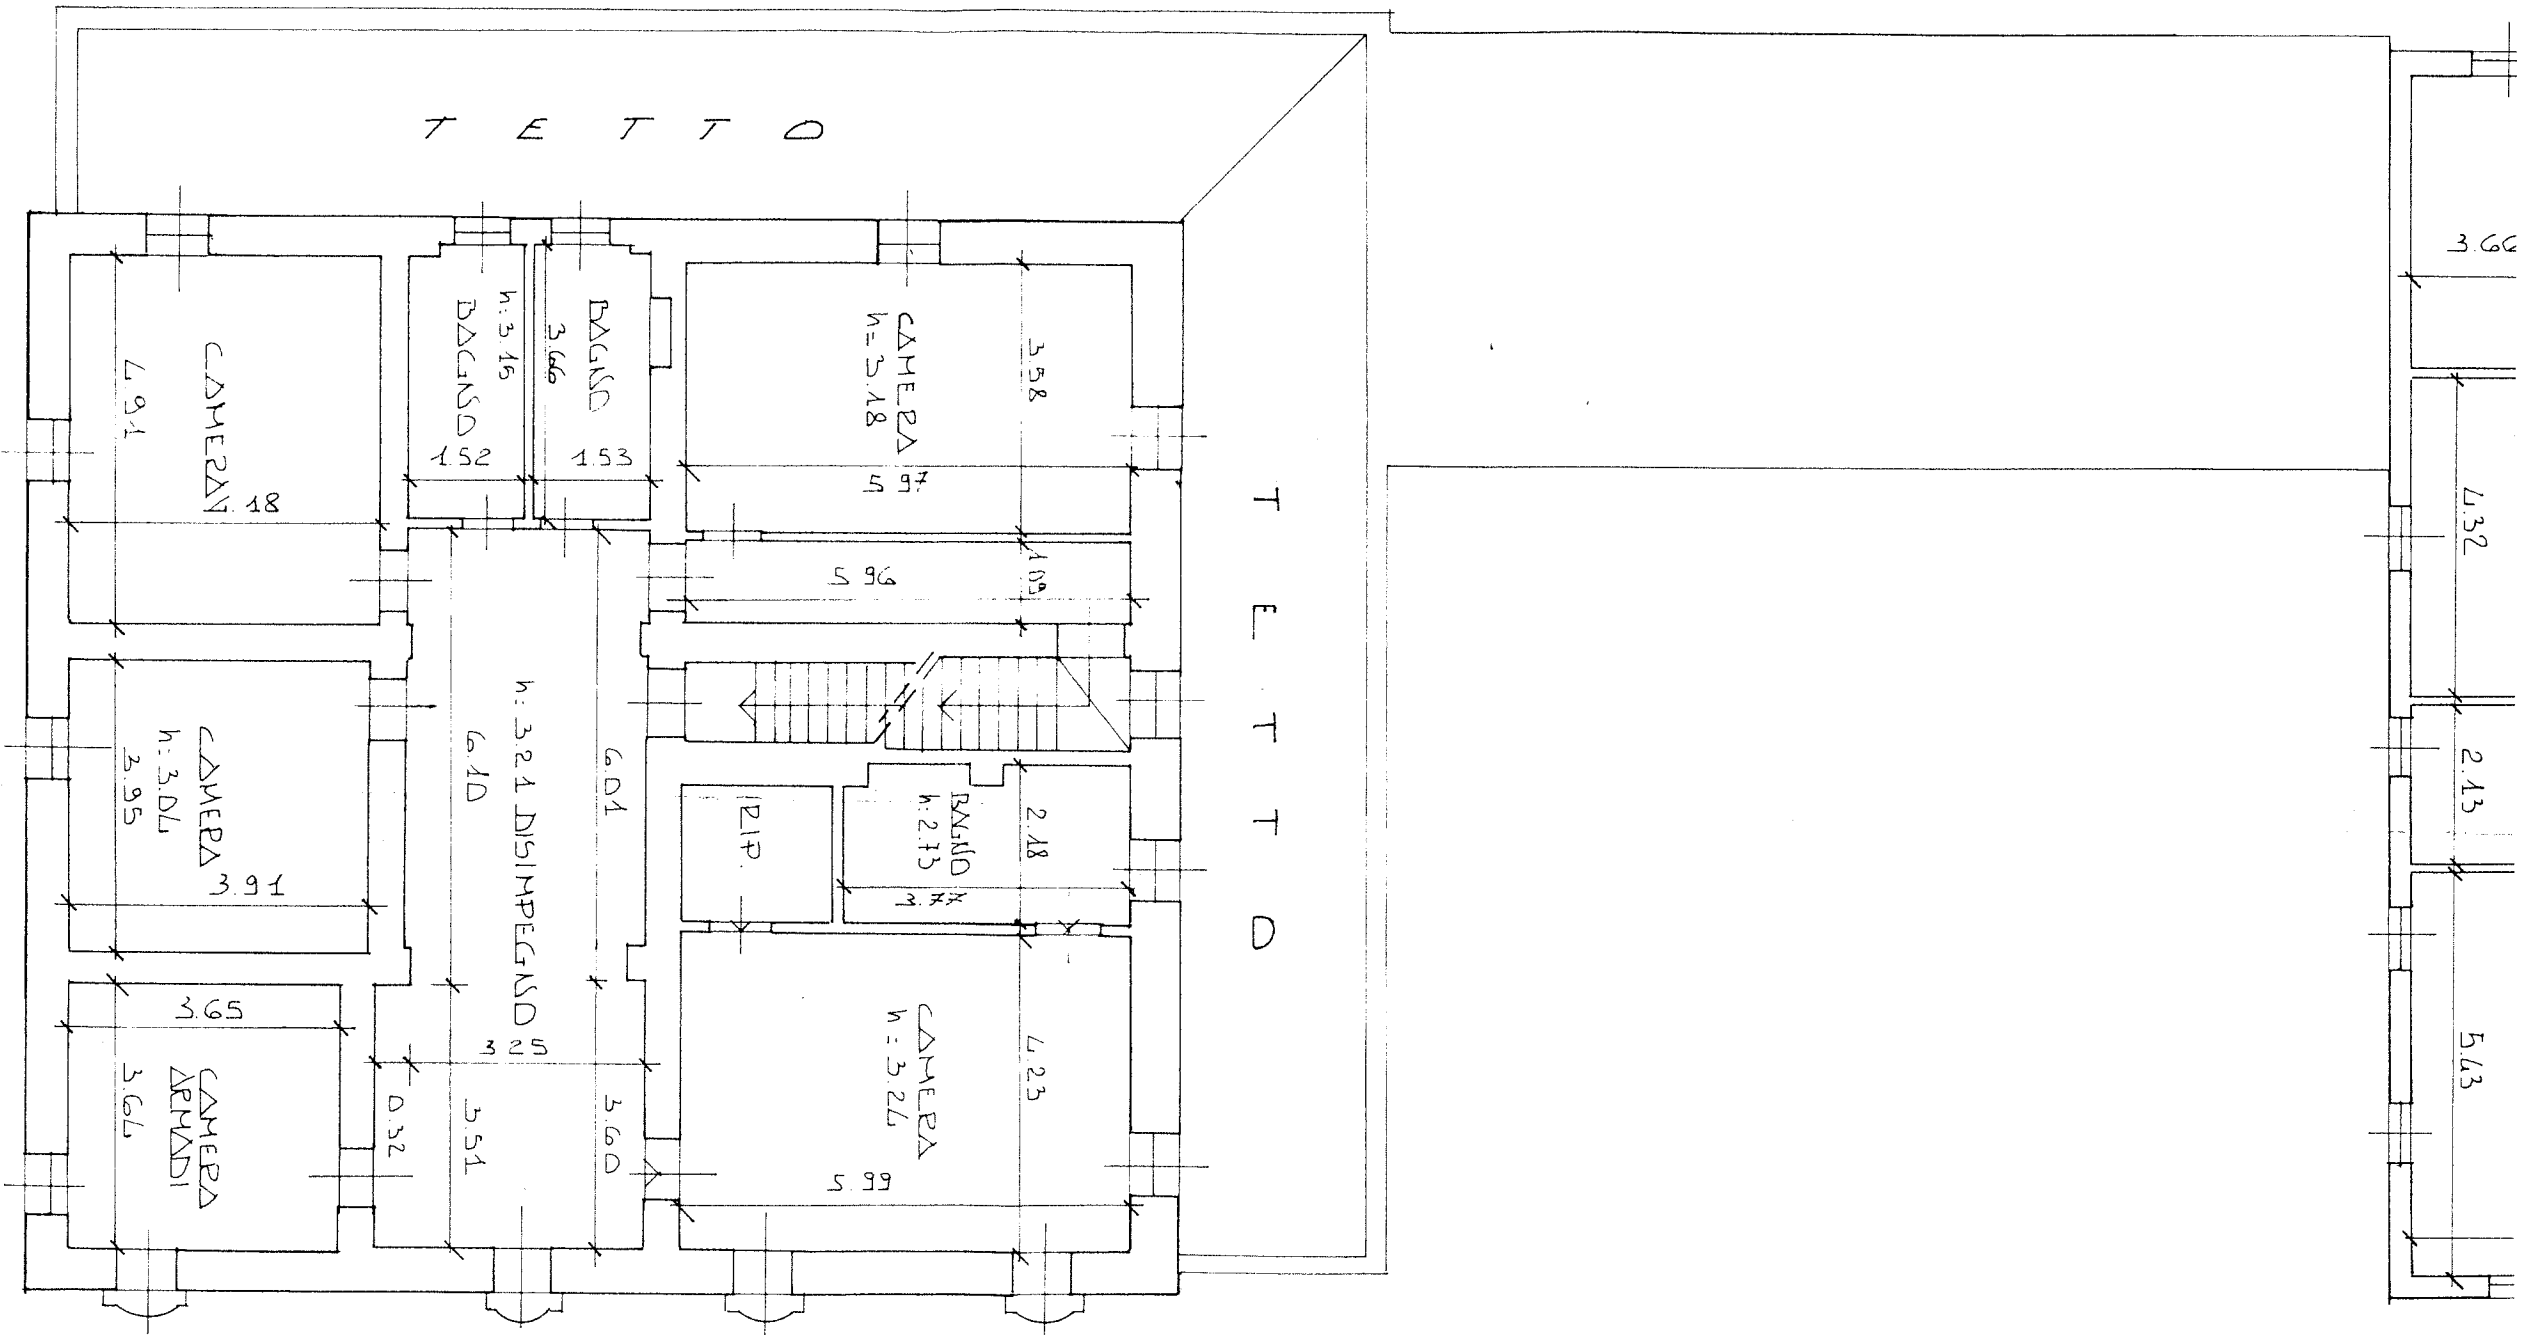 T E T T O
3.66
CAMERA
4.91
4.18
BAGNO
h: 3.15
1.52
3.66
BAGNO
1.53
CAMERA
h= 3.18
3.58
5.97
5.96
1.09
T E T T O
4.32
2.13
5.43
CAMERA
h: 3.04
3.95
3.91
6.10
h: 3.21 DISIMPEGNO
6.01
RIP.
BAGNO
h: 2.73
2.18
3.77
3.65
3.64
CAMERA
ARMADI
0.32
3.25
3.51
3.60
CAMERA
h: 3.24
4.23
5.99